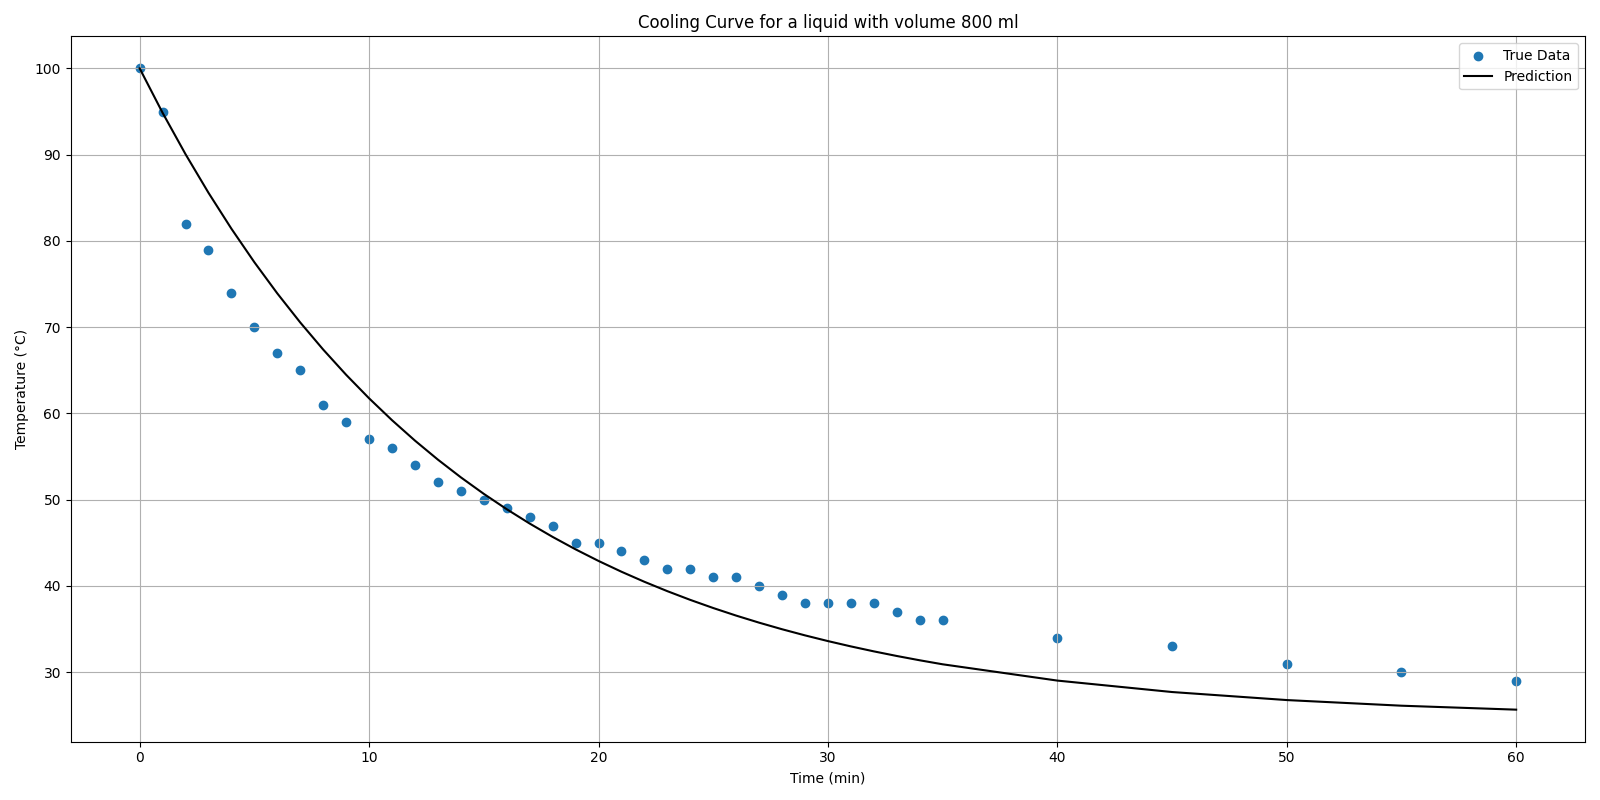 Cooling Curve for a liquid with volume 800 ml
True Data
Prediction
100
90
80
70
60
50
40
30
Temperature (°C)
0 10 20 30 40 50 60
Time (min)